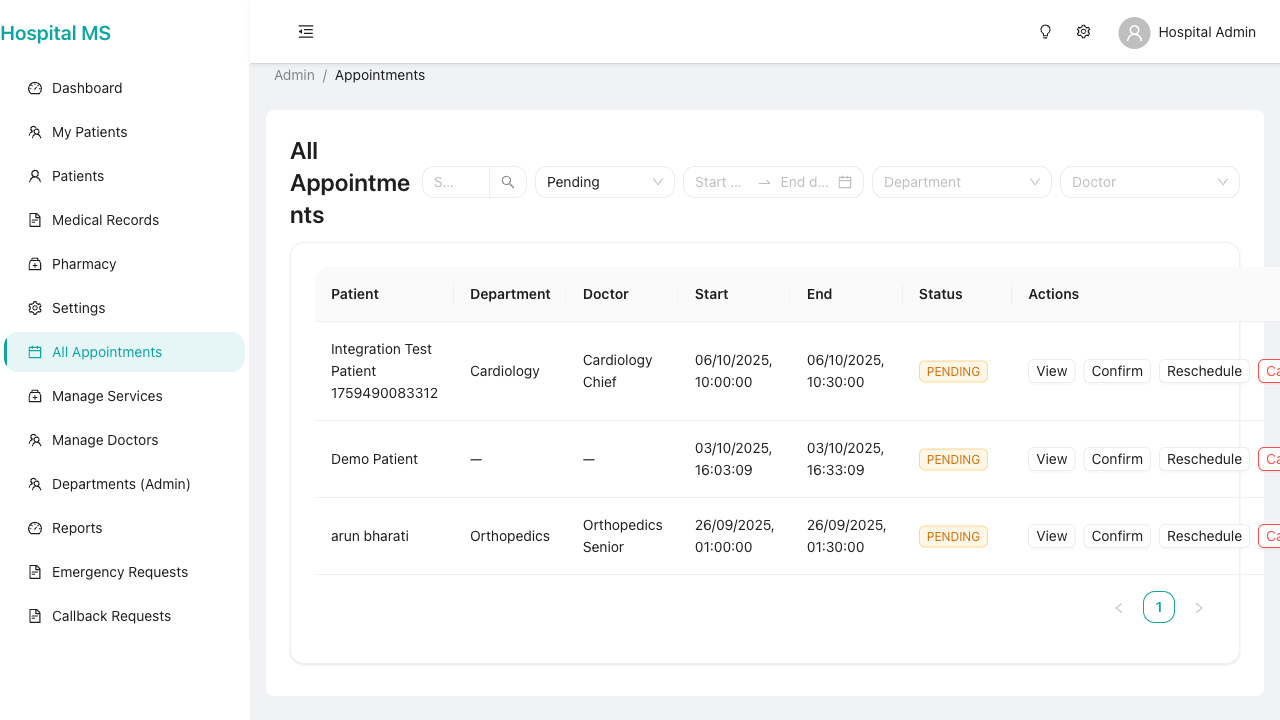 Hospital MS
Hospital Admin
Dashboard
My Patients
Patients
Medical Records
Pharmacy
Settings
All Appointments
Manage Services
Manage Doctors
Departments (Admin)
Reports
Emergency Requests
Callback Requests
Admin / Appointments
All
Appointme
nts
S...
Pending
Start ...
End d...
Department
Doctor
Patient Department Doctor Start End Status Actions
Integration Test
Patient
1759490083312
Cardiology
Cardiology
Chief
06/10/2025,
10:00:00
06/10/2025,
10:30:00
PENDING
View Confirm Reschedule Ca
Demo Patient
—
—
03/10/2025,
16:03:09
03/10/2025,
16:33:09
PENDING
View Confirm Reschedule Ca
arun bharati
Orthopedics
Orthopedics
Senior
26/09/2025,
01:00:00
26/09/2025,
01:30:00
PENDING
View Confirm Reschedule Ca
1